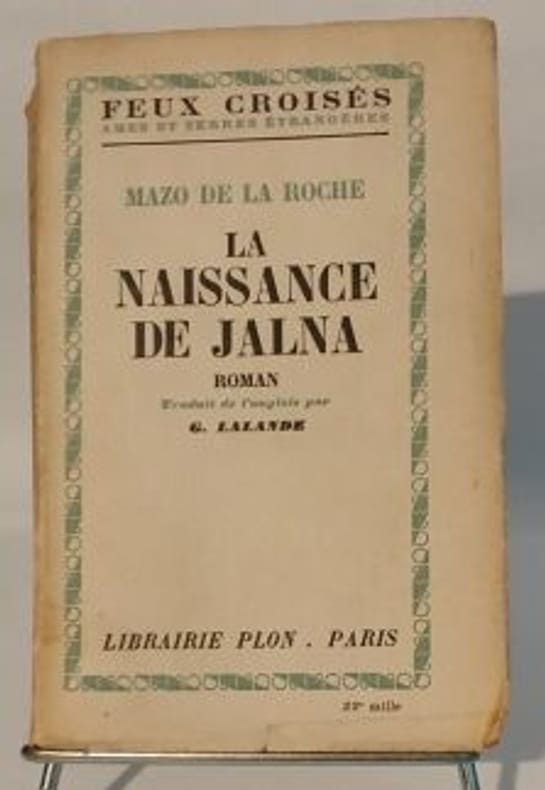 FEUX CROISÉS
AMES ET TERRES ÉTRANGÈRES
MAZO DE LA ROCHE
LA
NAISSANCE
DE JALNA
ROMAN
Traduit de l'anglais par
G. LALANDE
LIBRAIRIE PLON . PARIS
mille